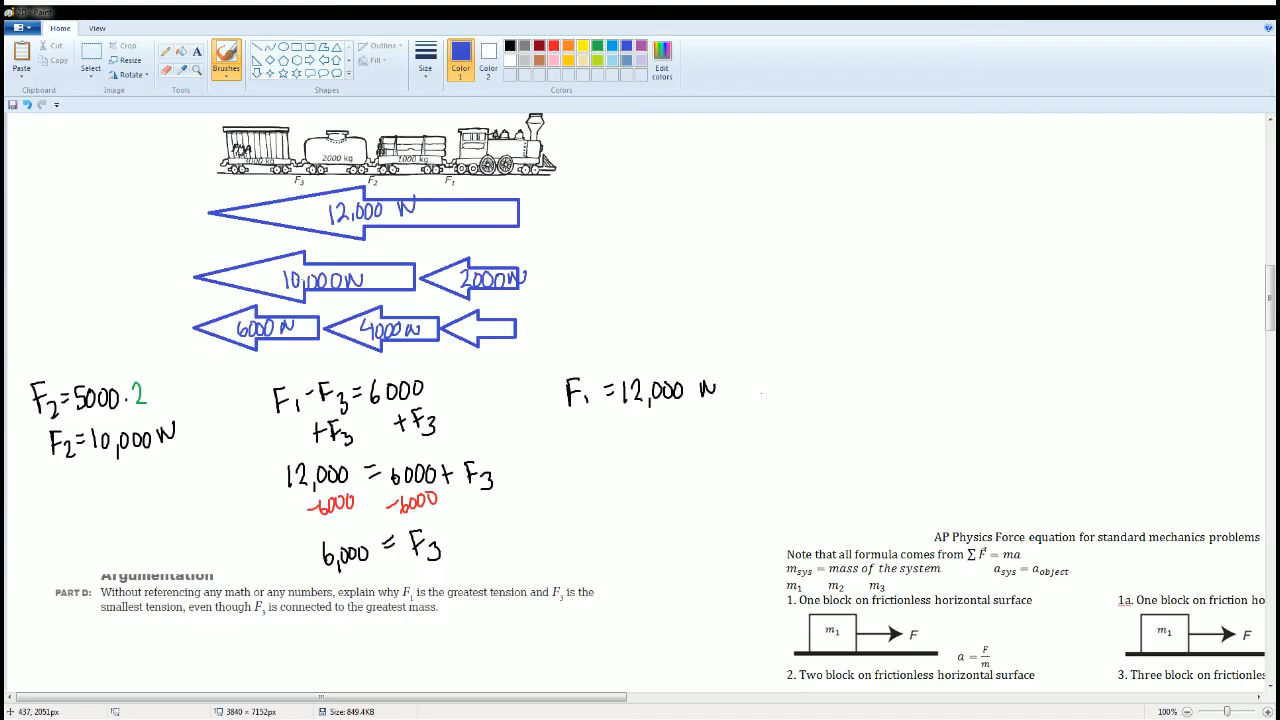 2D - Paint
Home
View
Paste
Cut
Copy
Clipboard
Select
Crop
Resize
Rotate
Image
A
Tools
Brushes
Shapes
Outline
Fill
Size
Color 1
Color 2
Edit colors
Colors
2000 kg
1000 kg
F3 F2 F1
12,000 N
10,000N 2000N
6000 N 4000N
F2=5000·2
F2=10,000N
F1-F3=6000
+F3 +F3
12,000 = 6000+ F3
-6000 -6000
6,000 = F3
F1 =12,000 N
Argumentation
PART D: Without referencing any math or any numbers, explain why F1 is the greatest tension and F3 is the
smallest tension, even though F3 is connected to the greatest mass.
AP Physics Force equation for standard mechanics problems
Note that all formula comes from ∑F⃗ = ma
msys = mass of the system asys = aobject
m1 m2 m3
1. One block on frictionless horizontal surface
m1 F
a = F/m
2. Two block on frictionless horizontal surface
1a. One block on friction ho
m1 F
3. Three block on frictionles
437, 2051px
3840 × 7152px
Size: 849.4KB
100%